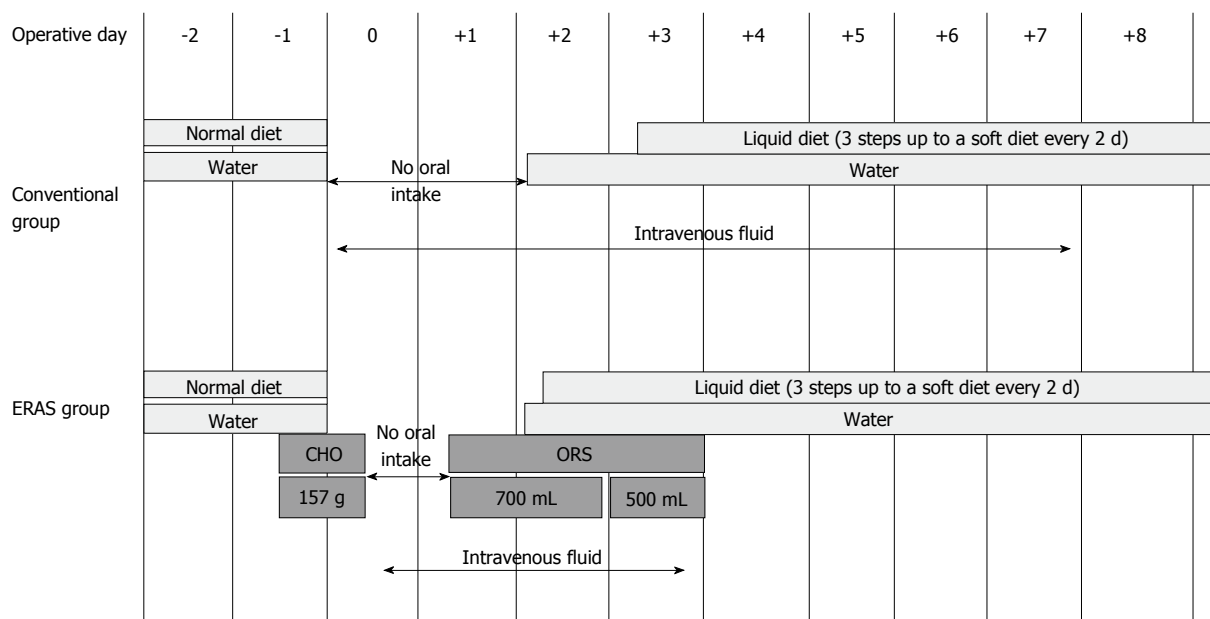 Operative day -2 -1 0 +1 +2 +3 +4 +5 +6 +7 +8
Normal diet
Liquid diet (3 steps up to a soft diet every 2 d)
Water
No oral
intake
Water
Conventional
group
Intravenous fluid
Normal diet
Liquid diet (3 steps up to a soft diet every 2 d)
ERAS group
Water
No oral
intake
Water
CHO
ORS
157 g
700 mL
500 mL
Intravenous fluid